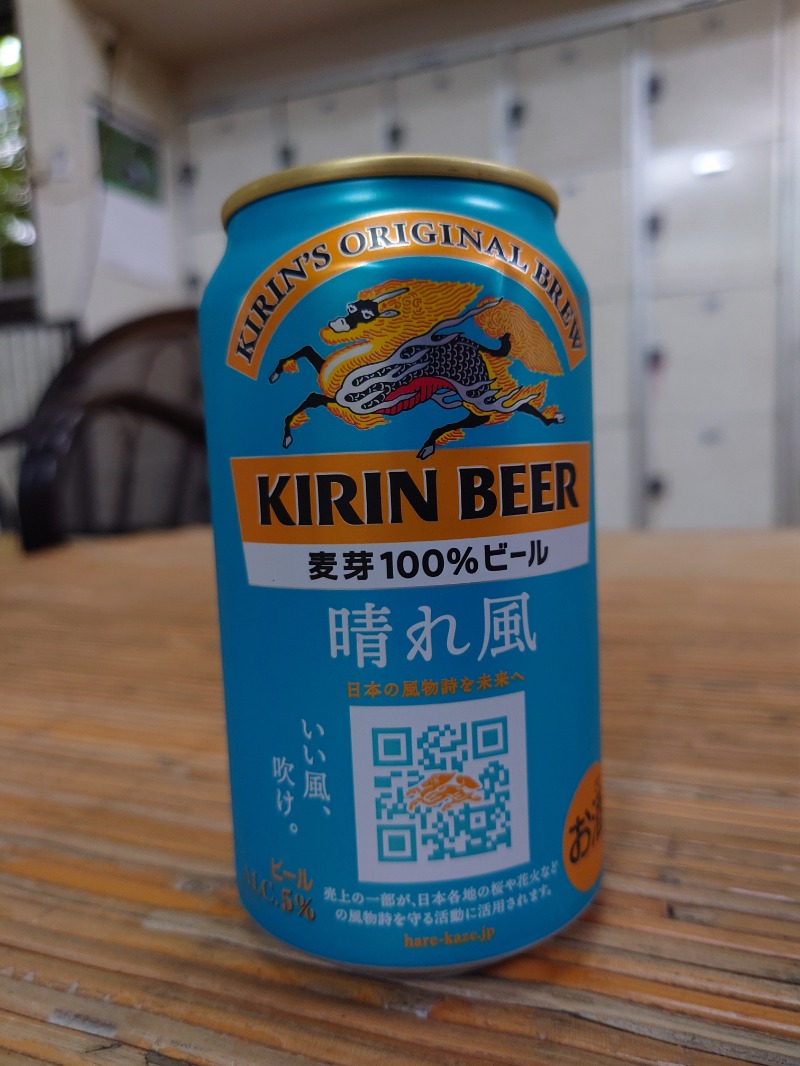 KIRIN'S ORIGINAL BREW
KIRIN BEER
麦芽100%ビール
晴れ風
日本の風物詩を未来へ
いい風、
吹け。
ビール
ALC.5%
お酒
売上の一部が、日本各地の桜や花火など
の風物詩を守る活動に活用されます。
hare-kaze.jp